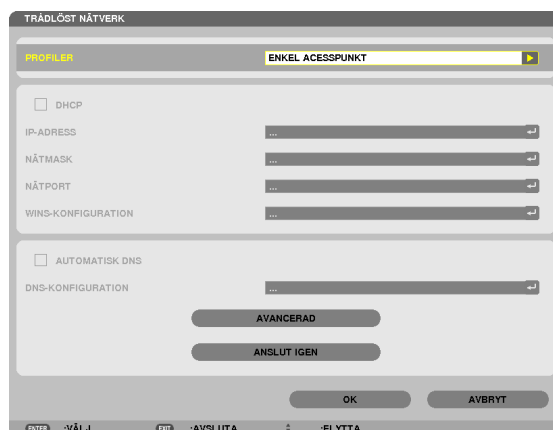 TRÅDLÖST NÄTVERK
PROFILER ENKEL ACESSPUNKT
DHCP
IP-ADRESS ...
NÄTMASK ...
NÄTPORT ...
WINS-KONFIGURATION ...
AUTOMATISK DNS
DNS-KONFIGURATION ...
AVANCERAD
ANSLUT IGEN
OK AVBRYT
ENTER :VÄLJ EXIT :AVSLUTA :FLYTTA